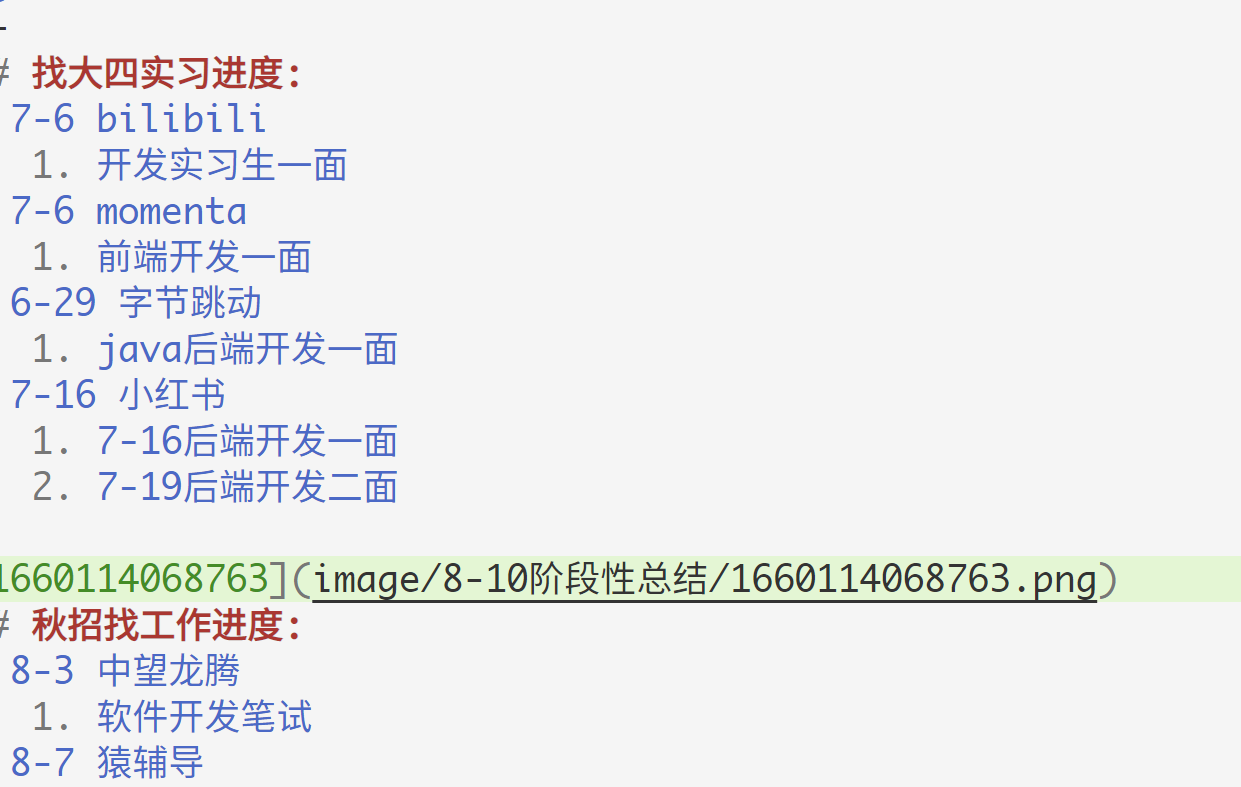 # 找大四实习进度:
7-6 bilibili
1. 开发实习生一面
7-6 momenta
1. 前端开发一面
6-29 字节跳动
1. java后端开发一面
7-16 小红书
1. 7-16后端开发一面
2. 7-19后端开发二面
1660114068763](image/8-10阶段性总结/1660114068763.png)
# 秋招找工作进度:
8-3 中望龙腾
1. 软件开发笔试
8-7 猿辅导